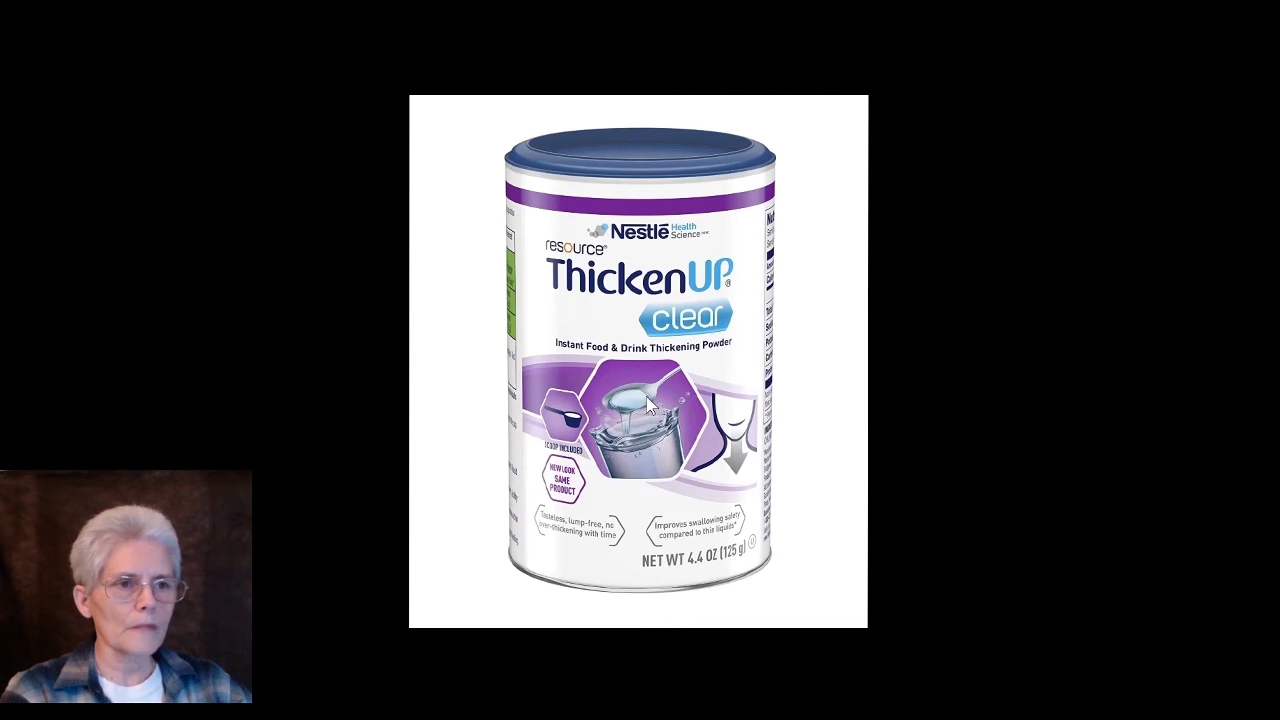 Nestlé Health Science
resource®
ThickenUP®
clear
Instant Food & Drink Thickening Powder
SCOOP INCLUDED
NEW LOOK
SAME
PRODUCT
Tasteless, lump-free, no
over-thickening with time
Improves swallowing safety
compared to thin liquids*
NET WT 4.4 OZ (125 g)